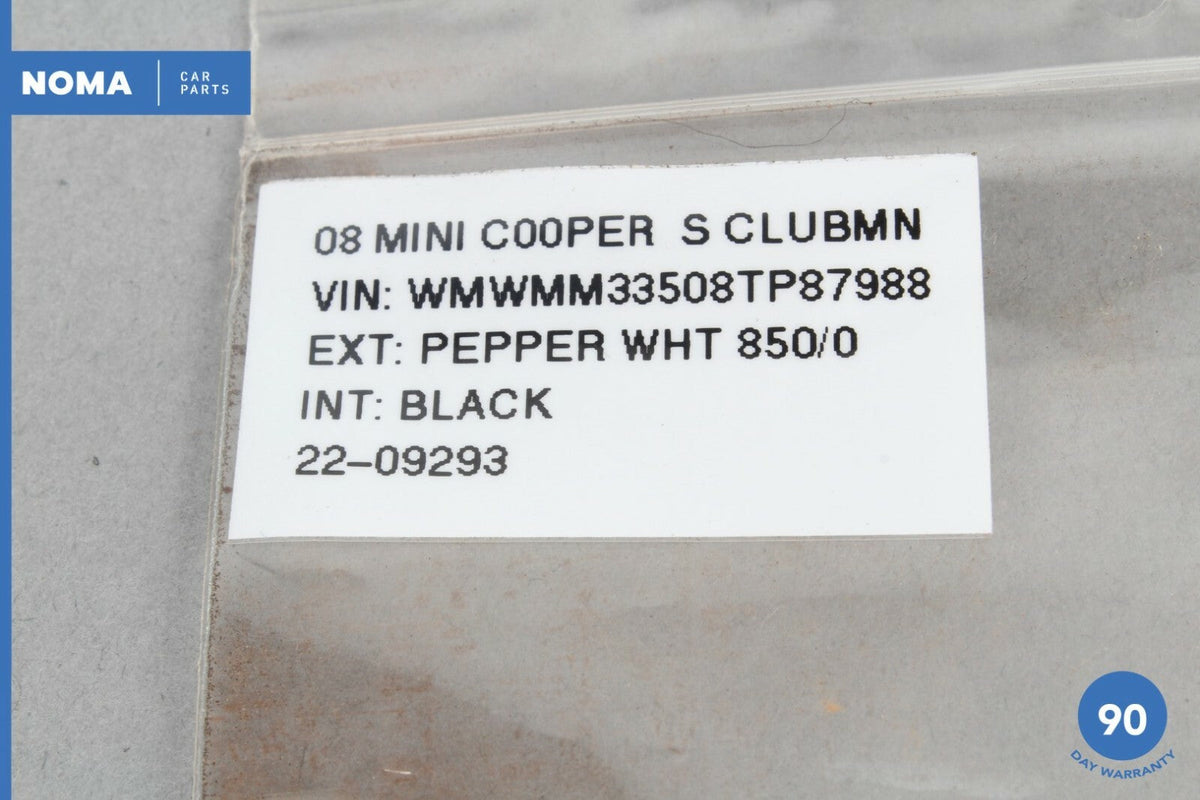 NOMA
CAR
PARTS
08 MINI COOPER S CLUBMN
VIN: WMWMM33508TP87988
EXT: PEPPER WHT 850/0
INT: BLACK
22-09293
90
DAY WARRANTY